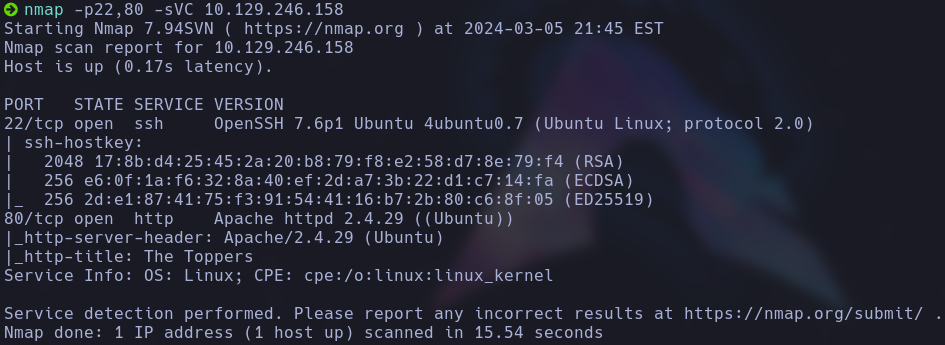 nmap -p22,80 -sVC 10.129.246.158
Starting Nmap 7.94SVN ( https://nmap.org ) at 2024-03-05 21:45 EST
Nmap scan report for 10.129.246.158
Host is up (0.17s latency).

PORT   STATE SERVICE VERSION
22/tcp open  ssh     OpenSSH 7.6p1 Ubuntu 4ubuntu0.7 (Ubuntu Linux; protocol 2.0)
| ssh-hostkey:
|   2048 17:8b:d4:25:45:2a:20:b8:79:f8:e2:58:d7:8e:79:f4 (RSA)
|   256 e6:0f:1a:f6:32:8a:40:ef:2d:a7:3b:22:d1:c7:14:fa (ECDSA)
|_  256 2d:e1:87:41:75:f3:91:54:41:16:b7:2b:80:c6:8f:05 (ED25519)
80/tcp open  http    Apache httpd 2.4.29 ((Ubuntu))
|_http-server-header: Apache/2.4.29 (Ubuntu)
|_http-title: The Toppers
Service Info: OS: Linux; CPE: cpe:/o:linux:linux_kernel

Service detection performed. Please report any incorrect results at https://nmap.org/submit/ .
Nmap done: 1 IP address (1 host up) scanned in 15.54 seconds